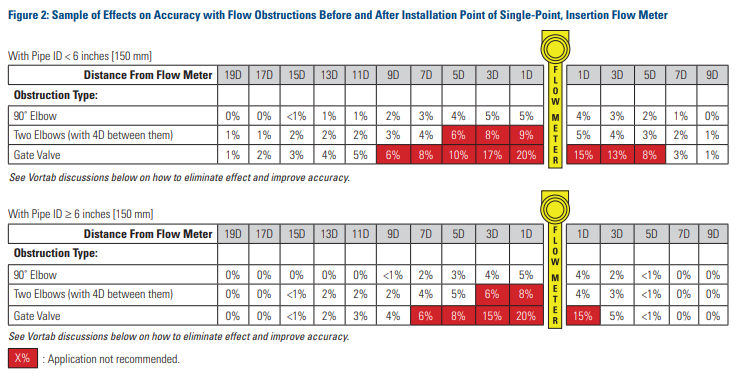 Figure 2: Sample of Effects on Accuracy with Flow Obstructions Before and After Installation Point of Single-Point, Insertion Flow Meter
With Pipe ID < 6 inches [150 mm]
Distance From Flow Meter 19D 17D 15D 13D 11D 9D 7D 5D 3D 1D 1D 3D 5D 7D 9D
Obstruction Type:
90˚ Elbow 0% 0% <1% 1% 1% 2% 3% 4% 5% 5% 4% 3% 2% 1% 0%
Two Elbows (with 4D between them) 1% 1% 2% 2% 2% 3% 4% 6% 8% 9% 5% 4% 3% 2% 1%
Gate Valve 1% 2% 3% 4% 5% 6% 8% 10% 17% 20% 15% 13% 8% 3% 1%
FLOW METER
See Vortab discussions below on how to eliminate effect and improve accuracy.
With Pipe ID ≥ 6 inches [150 mm]
Distance From Flow Meter 19D 17D 15D 13D 11D 9D 7D 5D 3D 1D 1D 3D 5D 7D 9D
Obstruction Type:
90˚ Elbow 0% 0% 0% 0% 0% <1% 2% 3% 4% 5% 4% 2% <1% 0% 0%
Two Elbows (with 4D between them) 0% 0% <1% 2% 2% 2% 4% 5% 6% 8% 4% 3% <1% 0% 0%
Gate Valve 0% 0% <1% 2% 3% 4% 6% 8% 15% 20% 15% 5% <1% 0% 0%
FLOW METER
See Vortab discussions below on how to eliminate effect and improve accuracy.
X% : Application not recommended.